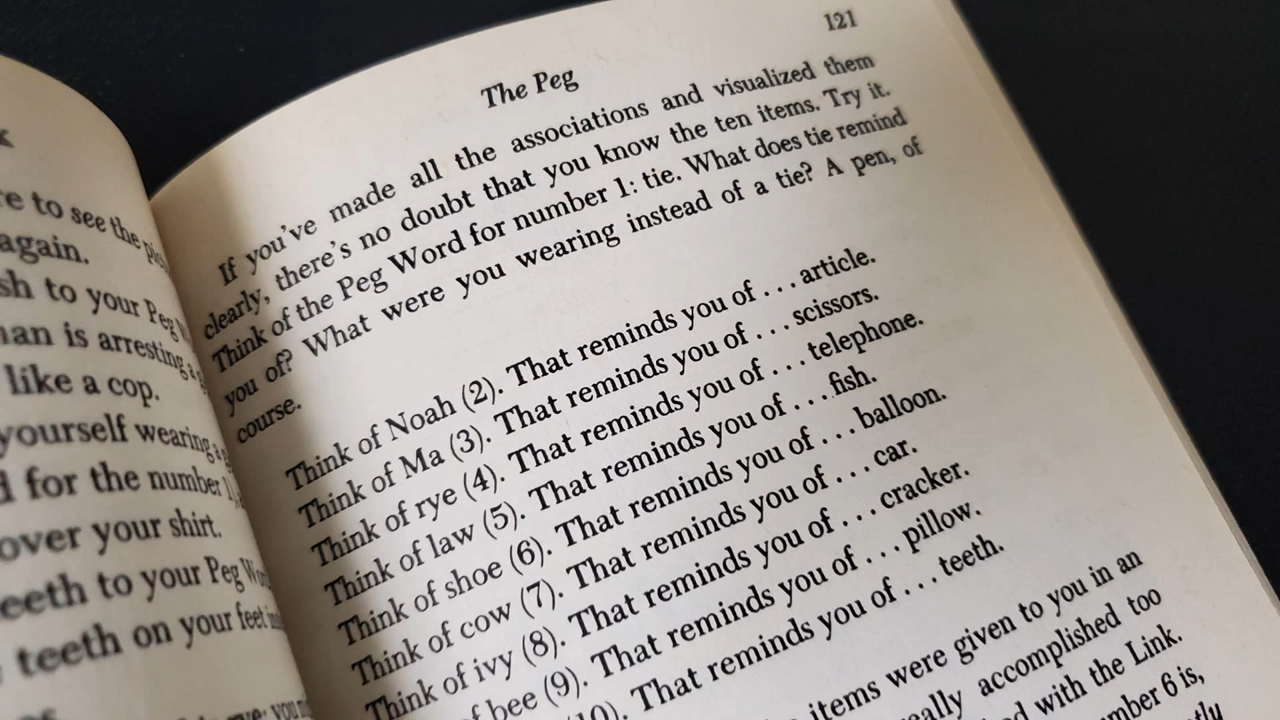 to see the
again.
to your Peg
is arresting a
like a cop.
yourself wearing a
for the number
over your shirt.
to your Peg
teeth on your feet
121
The Peg
If you've made all the associations and visualized them
clearly, there's no doubt that you know the ten items. Try it.
Think of the Peg Word for number 1: tie. What does tie remind
you of? What were you wearing instead of a tie? A pen, of
course.
Think of Noah (2). That reminds you of . . . article.
Think of Ma (3). That reminds you of . . . scissors.
Think of rye (4). That reminds you of . . . telephone.
Think of law (5). That reminds you of . . . fish.
Think of shoe (6). That reminds you of . . . balloon.
Think of cow (7). That reminds you of . . . car.
Think of ivy (8). That reminds you of . . . cracker.
of bee (9). That reminds you of . . . pillow.
(10). That reminds you of . . . teeth.
items were given to you in an
accomplished too
with the Link.
6 is,